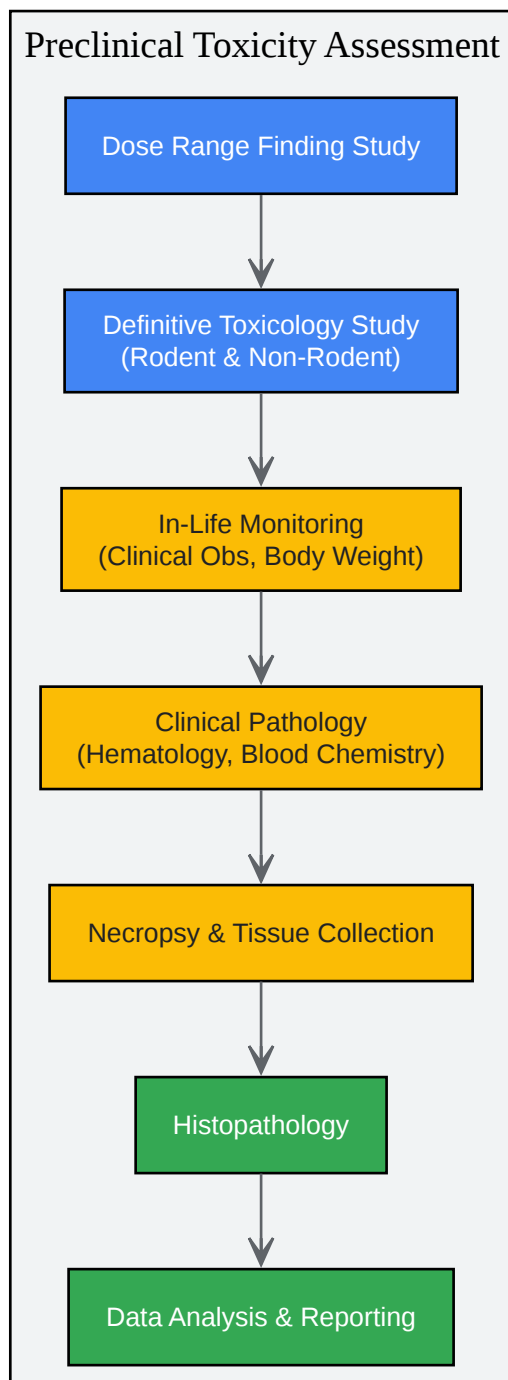 Preclinical Toxicity Assessment
Dose Range Finding Study
Definitive Toxicology Study
(Rodent & Non-Rodent)
In-Life Monitoring
(Clinical Obs, Body Weight)
Clinical Pathology
(Hematology, Blood Chemistry)
Necropsy & Tissue Collection
Histopathology
Data Analysis & Reporting